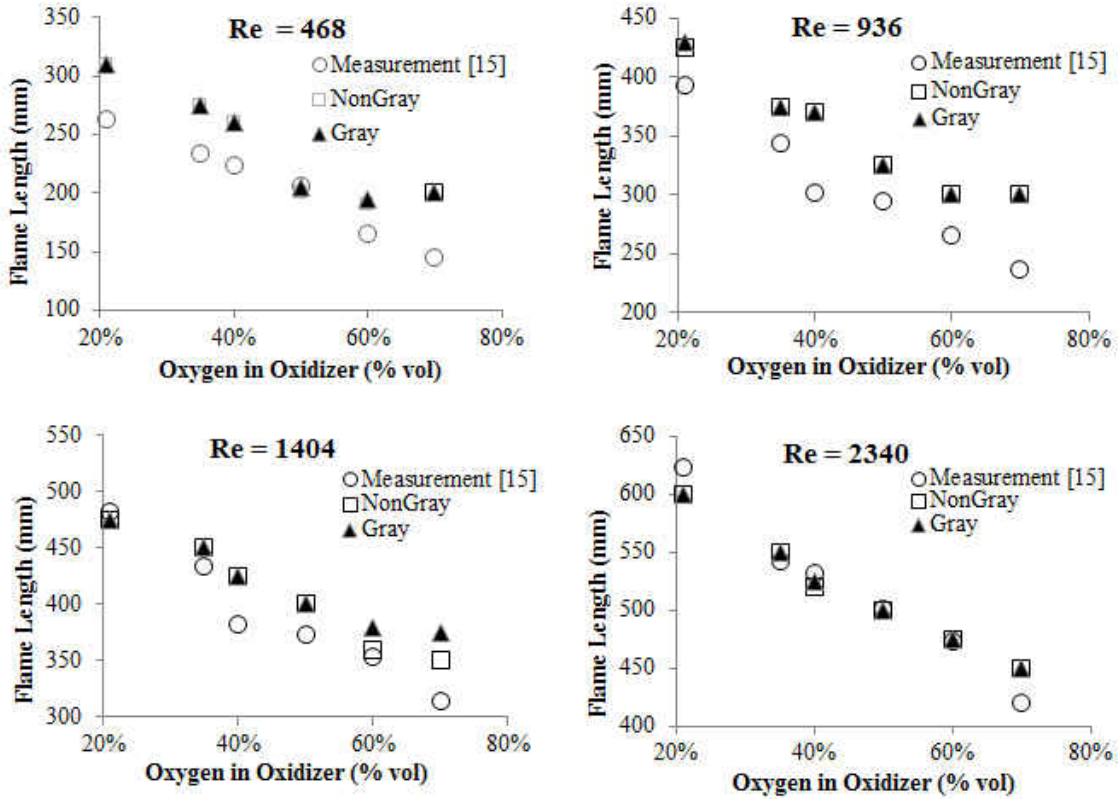 Re = 468
Measurement [15]
NonGray
Gray
350
300
250
200
150
100
Flame Length (mm)
20%
40%
60%
80%
Oxygen in Oxidizer (% vol)
Re = 936
Measurement [15]
NonGray
Gray
450
400
350
300
250
200
Flame Length (mm)
20%
40%
60%
80%
Oxygen in Oxidizer (% vol)
Re = 1404
Measurement [15]
NonGray
Gray
550
500
450
400
350
300
Flame Length (mm)
20%
40%
60%
80%
Oxygen in Oxidizer (% vol)
Re = 2340
Measurement [15]
NonGray
Gray
650
600
550
500
450
400
Flame Length (mm)
20%
40%
60%
80%
Oxygen in Oxidizer (% vol)